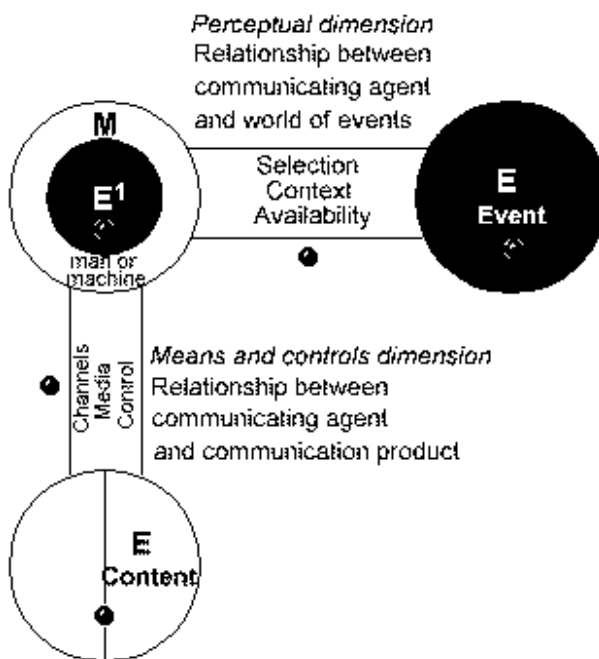 Perceptual dimension
Relationship between
communicating agent
and world of events
M
E¹
man or
machine
Selection
Context
Availability
E
Event
Channels
Media
Control
Means and controls dimension
Relationship between
communicating agent
and communication product
E
Content